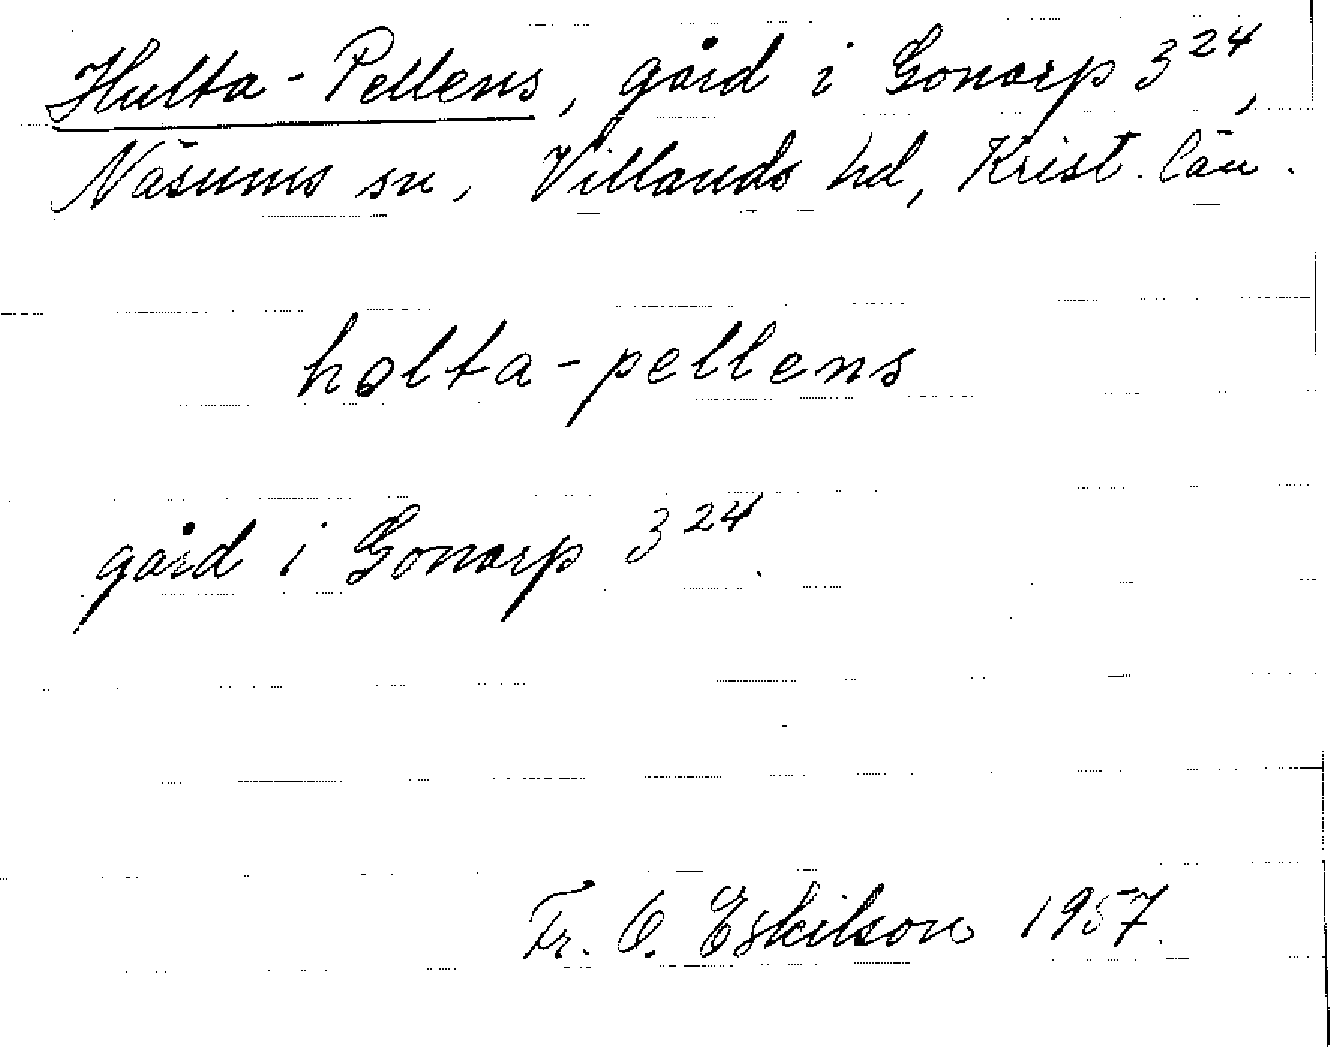 Hulta-Pellens, gård i Gonarp 3²⁴,
Näsums sn, Villands hd, Krist. län.
holta-pellens
gård i Gonarp 3²⁴.
Fr. O. Eskilson 1957.